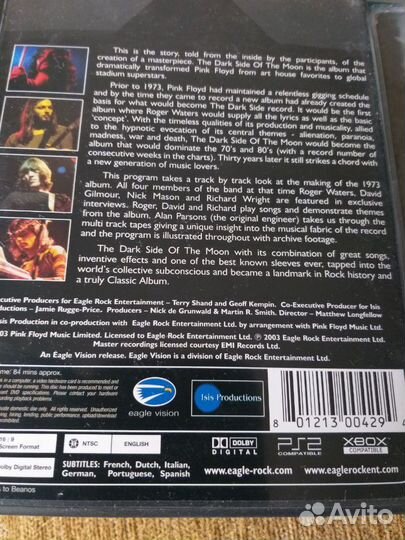 This is the story, told from the inside by the participants, of the
creation of a masterpiece. The Dark Side Of The Moon is the album that
dramatically transformed Pink Floyd from art house favorites to global
stadium superstars.
Prior to 1973, Pink Floyd had maintained a relentless gigging schedule
and by the time they came to record a new album had already created the
basis for what would become The Dark Side record. It would be the first
album where Roger Waters would supply all the lyrics as well as the basic
'concept'. With the timeless qualities of its production and musicality, allied
to the hypnotic evocation of its central themes - alienation, paranoia,
madness, war and death, The Dark Side Of The Moon would become the
album that would dominate the 70's and 80's (with a record number of
consecutive weeks in the charts). Thirty years later it still strikes a chord with
a new generation of music lovers.
This program takes a track by track look at the making of the 1973
album. All four members of the band at that time Roger Waters, David
Gilmour, Nick Mason and Richard Wright are featured in exclusive
interviews. Roger, David and Richard play songs and demonstrate themes
from the album. Alan Parsons (the original engineer) takes us through the
multi track tapes giving a unique insight into the musical fabric of the record
and the program is illustrated throughout with archive footage.
The Dark Side Of The Moon with its combination of great songs,
inventive effects and one of the best known sleeves ever, tapped into the
world's collective subconscious and became a landmark in Rock history and
a truly Classic Album.
ecutive Producers for Eagle Rock Entertainment - Terry Shand and Geoff Kempin. Co-Executive Producer for Isis
ductions - Jamie Rugge-Price. Producers - Nick de Grunwald & Martin R. Smith. Director - Matthew Longfellow
Isis Production in co-production with Eagle Rock Entertainment Ltd. by arrangement with Pink Floyd Music Ltd.
03 Pink Floyd Music Limited. Licensed to Eagle Rock Entertainment Ltd. ℗ 2003 Eagle Rock Entertainment Ltd.
Master recordings licensed courtesy EMI Records Ltd.
An Eagle Vision release. Eagle Vision is a division of Eagle Rock Entertainment Ltd.
me: 84 mins approx.
eagle vision
Isis Productions
8 01213 00429 4
16 : 9
Screen Format
NTSC
ENGLISH
Dolby Digital Stereo
SUBTITLES: French, Dutch, Italian,
German, Portuguese, Spanish
DOLBY
DIGITAL
PS2
COMPATIBLE
XBOX
COMPATIBLE
www.eagle-rock.com
www.eaglerockent.com
s to Beanos
Avito